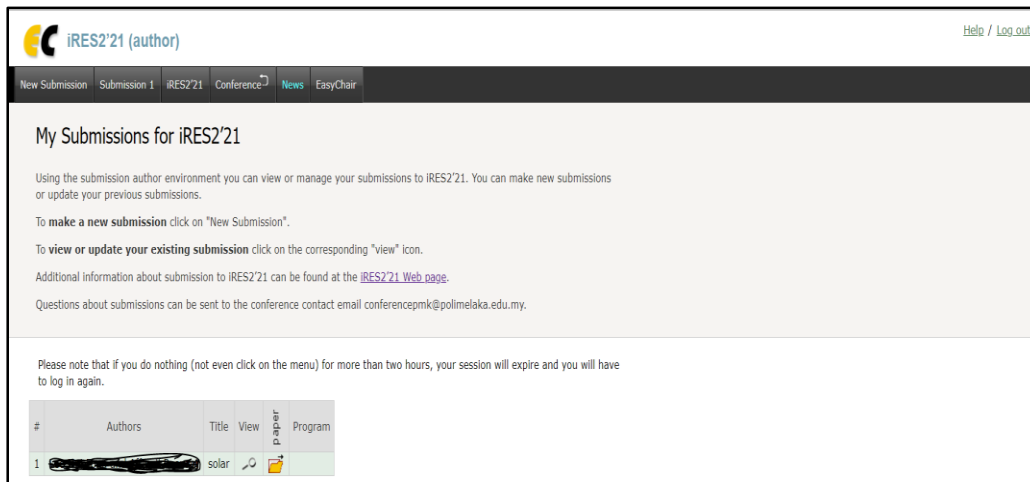 EC iRES2'21 (author)
Help / Log out
New Submission Submission 1 iRES2'21 Conference News EasyChair
My Submissions for iRES2'21
Using the submission author environment you can view or manage your submissions to iRES2'21. You can make new submissions
or update your previous submissions.
To make a new submission click on "New Submission".
To view or update your existing submission click on the corresponding "view" icon.
Additional information about submission to iRES2'21 can be found at the iRES2'21 Web page.
Questions about submissions can be sent to the conference contact email conferencepmk@polimelaka.edu.my.
Please note that if you do nothing (not even click on the menu) for more than two hours, your session will expire and you will have
to log in again.
# Authors Title View paper Program
1 solar